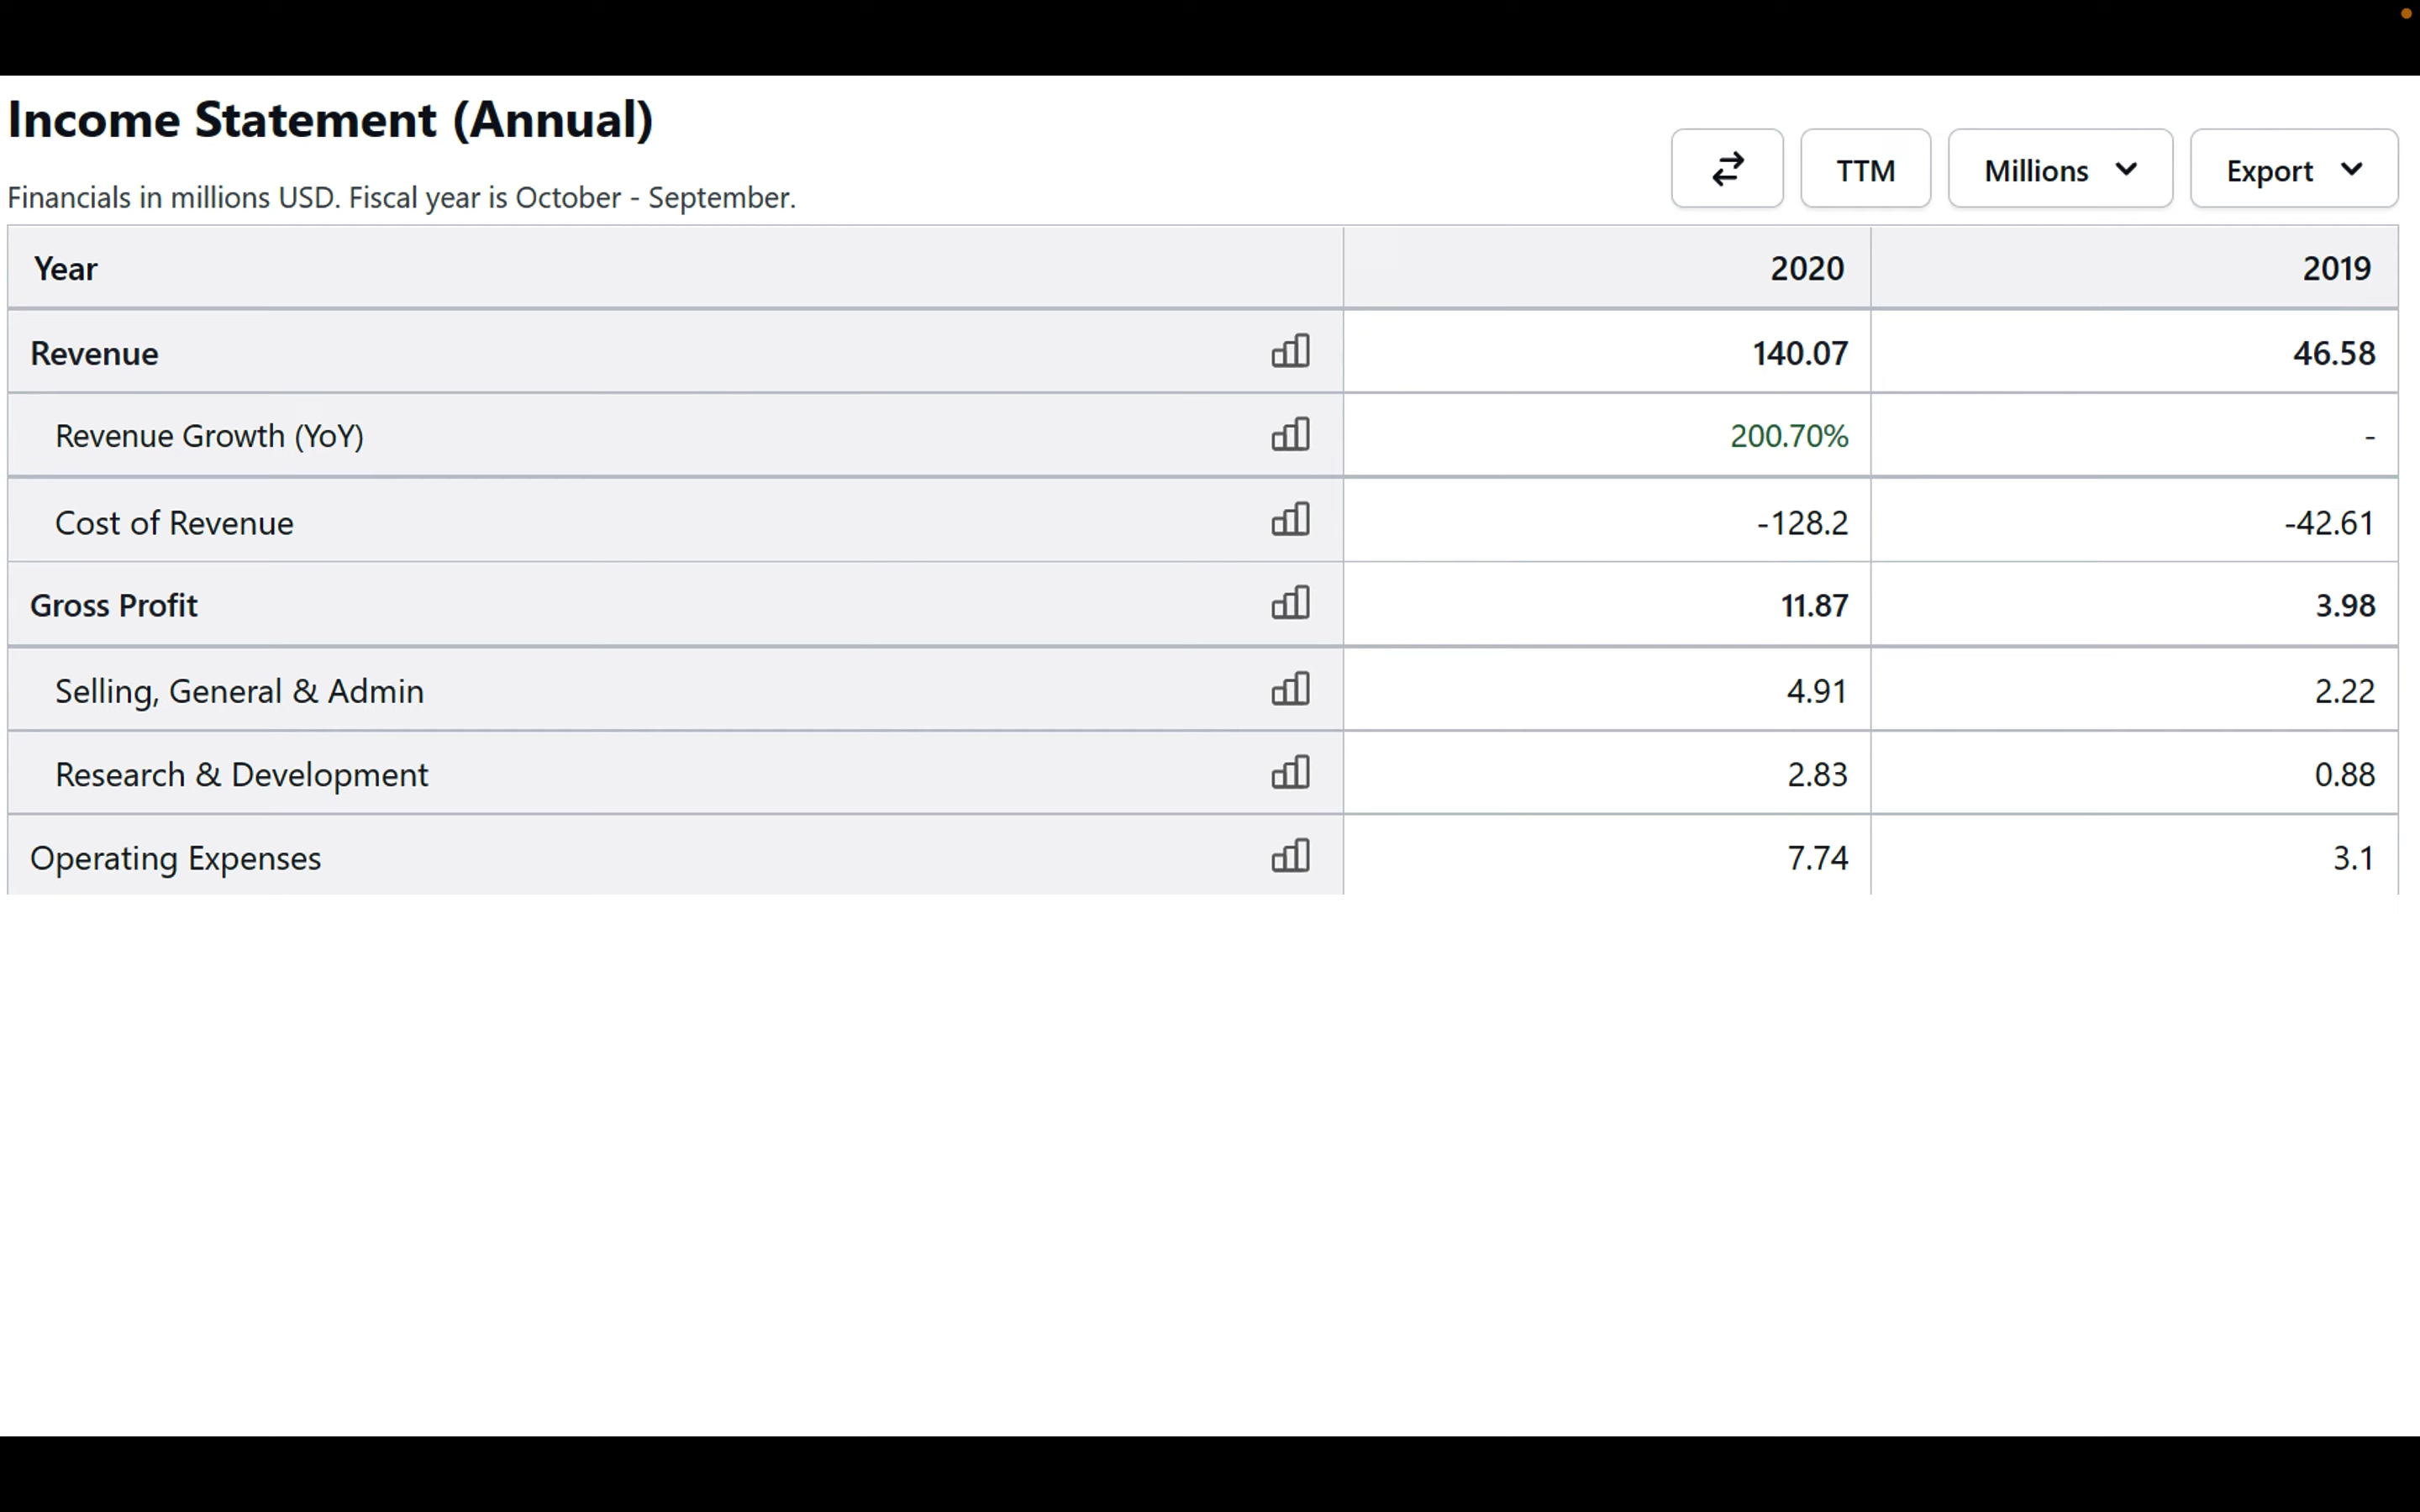 Income Statement (Annual)
Financials in millions USD. Fiscal year is October - September.
TTM Millions Export
Year 2020 2019
Revenue 140.07 46.58
Revenue Growth (YoY) 200.70% -
Cost of Revenue -128.2 -42.61
Gross Profit 11.87 3.98
Selling, General & Admin 4.91 2.22
Research & Development 2.83 0.88
Operating Expenses 7.74 3.1